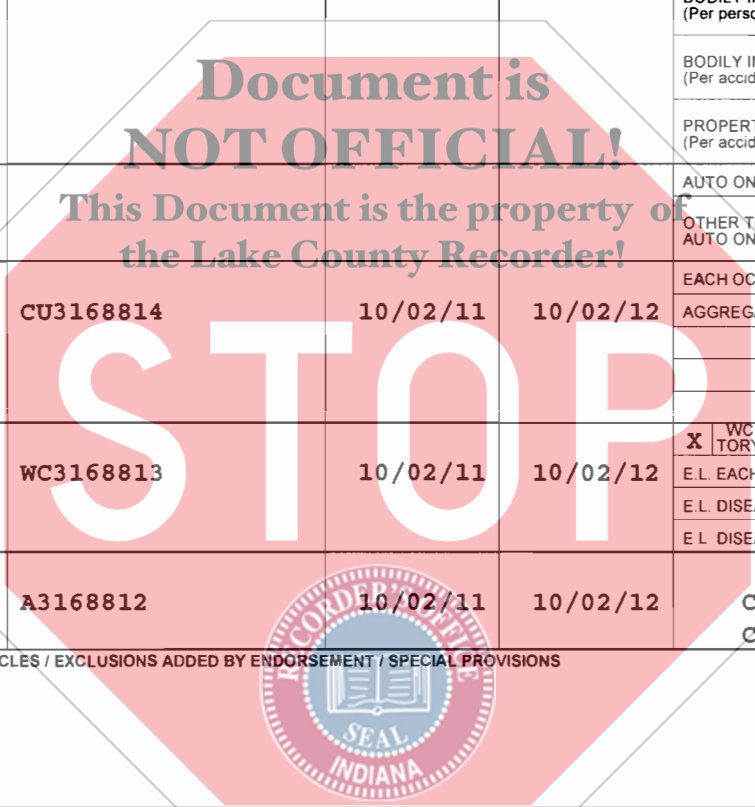 (Per perso
BODILY I
(Per accid
PROPERT
(Per accid
AUTO ON
OTHER T
AUTO ON
EACH OC
CU3168814 10/02/11 10/02/12 AGGREGA
X WC
TORY
WC3168813 10/02/11 10/02/12 E.L. EACH
E.L. DISEA
E L DISEA
A3168812 10/02/11 10/02/12
CLES / EXCLUSIONS ADDED BY ENDORSEMENT / SPECIAL PROVISIONS
Document is
NOT OFFICIAL!
This Document is the property of
the Lake County Recorder!
STOP
RECORDER'S OFFICE
SEAL
INDIANA